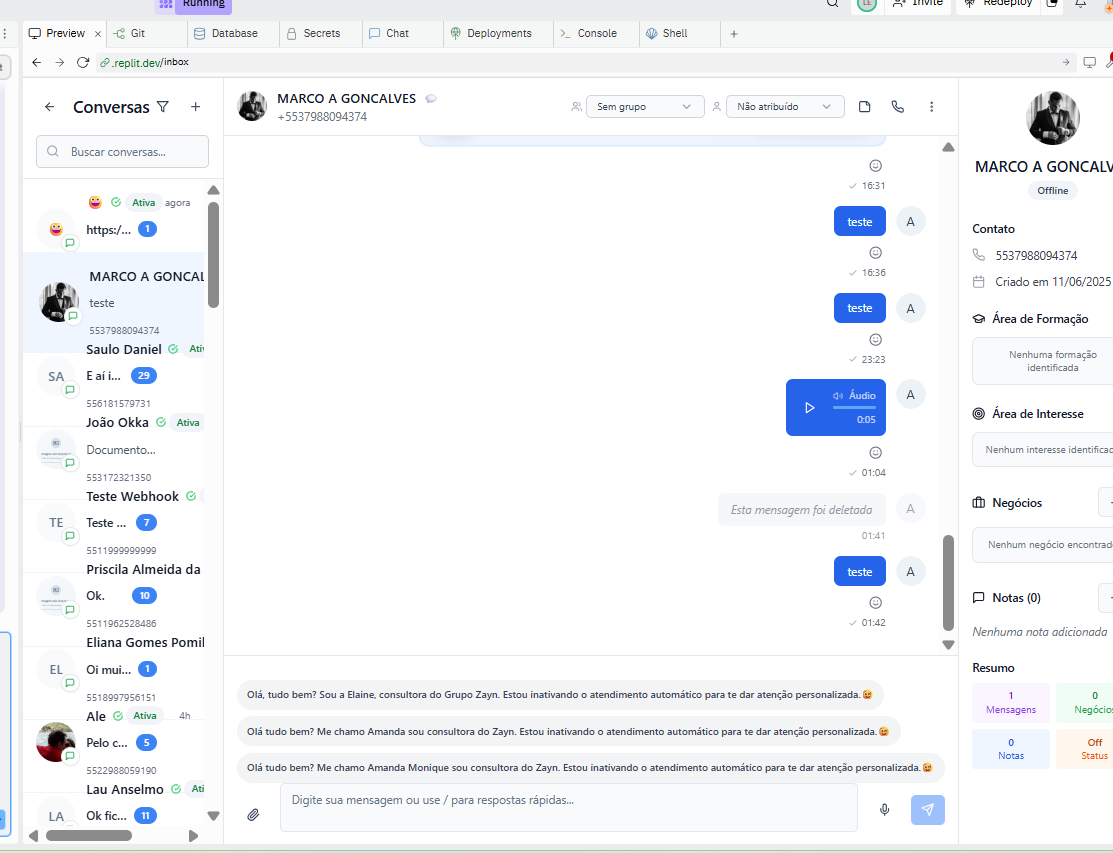 Running
LE
Invite
Redeploy
Preview
Git
Database
Secrets
Chat
Deployments
Console
Shell
.replit.dev/inbox
Conversas
Buscar conversas...
Ativa agora
https:/... 1
MARCO A GONCAL
teste
5537988094374
Saulo Daniel Ativ
SA
E aí i... 29
556181579731
João Okka Ativa
Documento...
553172321350
Teste Webhook
TE
Teste ... 7
5511999999999
Priscila Almeida da
Ok. 10
5511962528486
Eliana Gomes Pomil
EL
Oi mui... 1
5518997956151
Ale Ativa 4h
Pelo c... 5
5522988059190
Lau Anselmo Ati
LA
Ok fic... 11
MARCO A GONCALVES
+5537988094374
Sem grupo
Não atribuído
16:31
teste A
16:36
teste A
23:23
Áudio A
0:05
01:04
Esta mensagem foi deletada A
01:41
teste A
01:42
Olá, tudo bem? Sou a Elaine, consultora do Grupo Zayn. Estou inativando o atendimento automático para te dar atenção personalizada.
Olá tudo bem? Me chamo Amanda sou consultora do Zayn. Estou inativando o atendimento automático para te dar atenção personalizada.
Olá tudo bem? Me chamo Amanda Monique sou consultora do Zayn. Estou inativando o atendimento automático para te dar atenção personalizada.
Digite sua mensagem ou use / para respostas rápidas...
MARCO A GONCALV
Offline
Contato
5537988094374
Criado em 11/06/2025
Área de Formação
Nenhuma formação
identificada
Área de Interesse
Nenhum interesse identificac
Negócios
Nenhum negócio encontrad
Notas (0)
Nenhuma nota adicionada
Resumo
1
Mensagens
0
Negócios
0
Notas
Off
Status